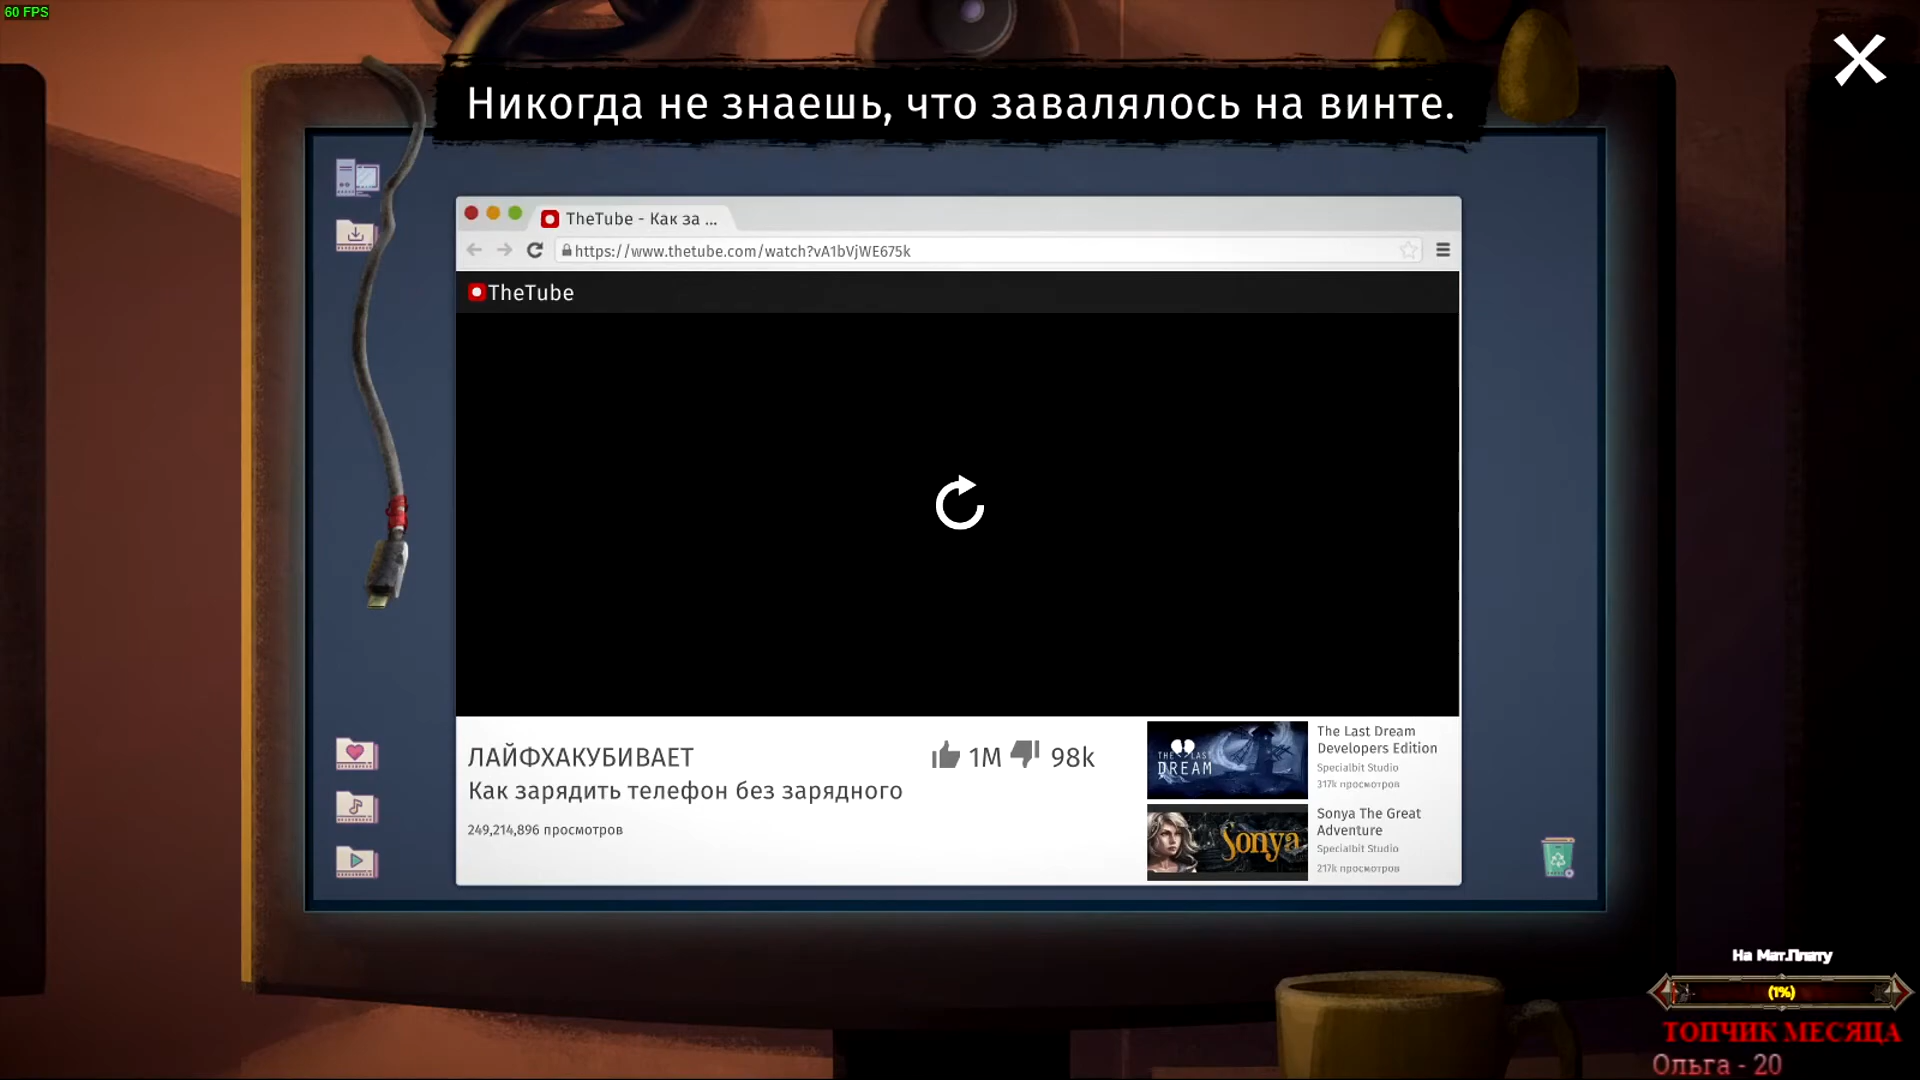 60 FPS
Никогда не знаешь, что завалялось на винте.
TheTube - Как за ...
https://www.thetube.com/watch?vA1bVjWE675k
TheTube
ЛАЙФХАКУБИВАЕТ
1M 98k
Как зарядить телефон без зарядного
249,214,896 просмотров
THE LAST
DREAM
The Last Dream
Developers Edition
Specialbit Studio
317k просмотров
Sonya
Sonya The Great
Adventure
Specialbit Studio
217k просмотров
На Мат.Плату
(1%)
ТОПЧИК МЕСЯЦА
Ольга - 20